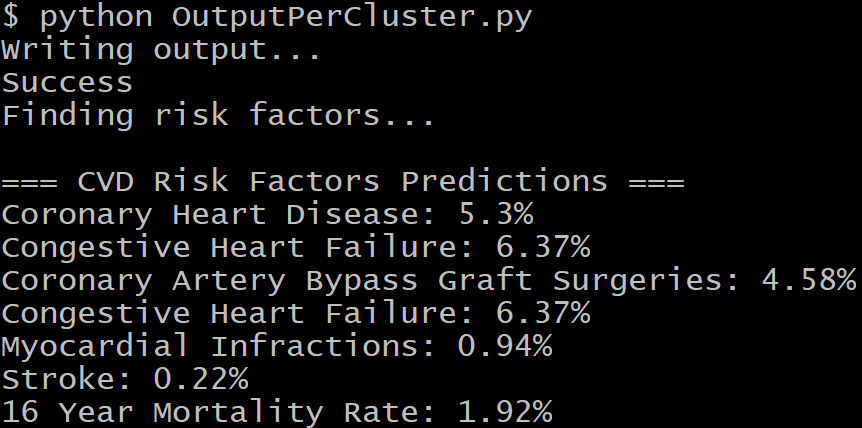 $ python OutputPerCluster.py
Writing output...
Success
Finding risk factors...
=== CVD Risk Factors Predictions ===
Coronary Heart Disease: 5.3%
Congestive Heart Failure: 6.37%
Coronary Artery Bypass Graft Surgeries: 4.58%
Congestive Heart Failure: 6.37%
Myocardial Infractions: 0.94%
Stroke: 0.22%
16 Year Mortality Rate: 1.92%